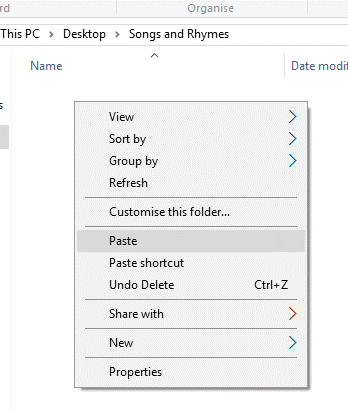 rd Organise
This PC Desktop Songs and Rhymes
Name Date modif
s
View
Sort by
Group by
Refresh
Customise this folder...
Paste
Paste shortcut
Undo Delete Ctrl+Z
Share with
New
Properties